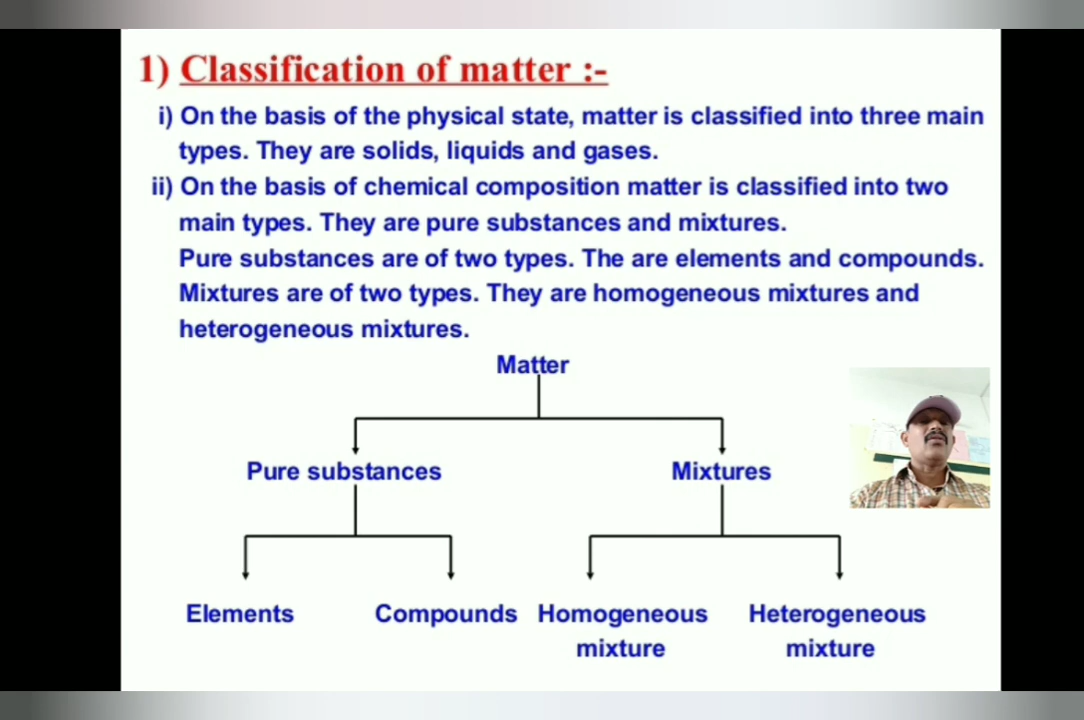 1) Classification of matter :-
i) On the basis of the physical state, matter is classified into three main
types. They are solids, liquids and gases.
ii) On the basis of chemical composition matter is classified into two
main types. They are pure substances and mixtures.
Pure substances are of two types. The are elements and compounds.
Mixtures are of two types. They are homogeneous mixtures and
heterogeneous mixtures.
Matter
Pure substances
Mixtures
Elements
Compounds
Homogeneous
mixture
Heterogeneous
mixture